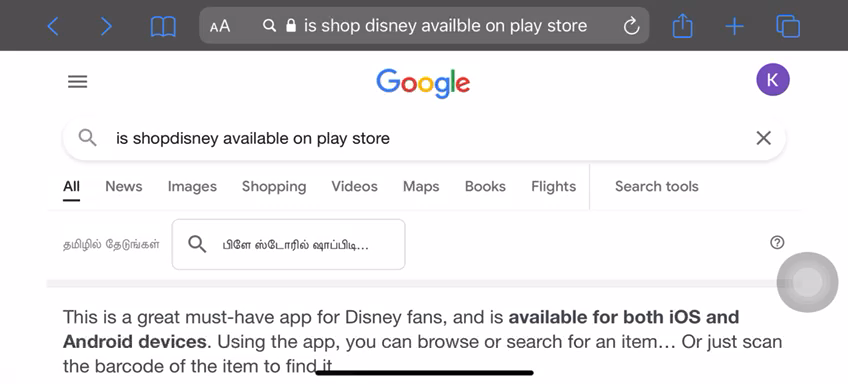 AA is shop disney availble on play store
Google
K
is shopdisney available on play store
All News Images Shopping Videos Maps Books Flights Search tools
தமிழில் தேடுங்கள் பிளே ஸ்டோரில் ஷாப்பிடி...
This is a great must-have app for Disney fans, and is available for both iOS and
Android devices. Using the app, you can browse or search for an item... Or just scan
the barcode of the item to find it